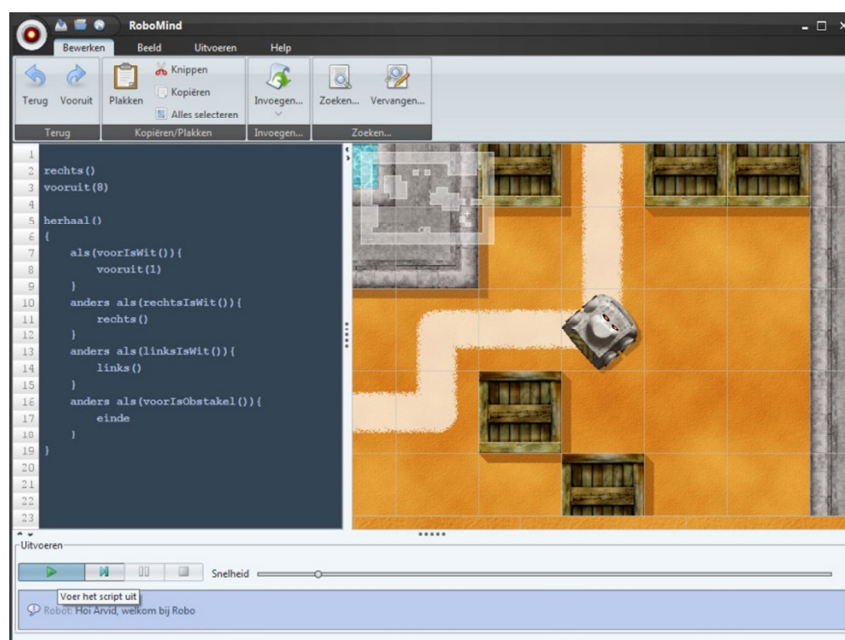 RoboMind
Bewerken Beeld Uitvoeren Help
Knippen
Kopiëren
Alles selecteren
Terug Vooruit Plakken Invoegen... Zoeken... Vervangen...
Terug Kopiëren/Plakken Invoegen... Zoeken...
1
2 rechts()
3 vooruit(8)
4
5 herhaal()
6 {
7 als(voorIsWit()){
8 vooruit(1)
9 }
10 anders als(rechtsIsWit()){
11 rechts()
12 }
13 anders als(linksIsWit()){
14 links()
15 }
16 anders als(voorIsObstakel()){
17 einde
18 }
19 }
20
21
22
23
Uitvoeren
Snelheid
Voer het script uit
Robot: Hoi Arvid, welkom bij Robo